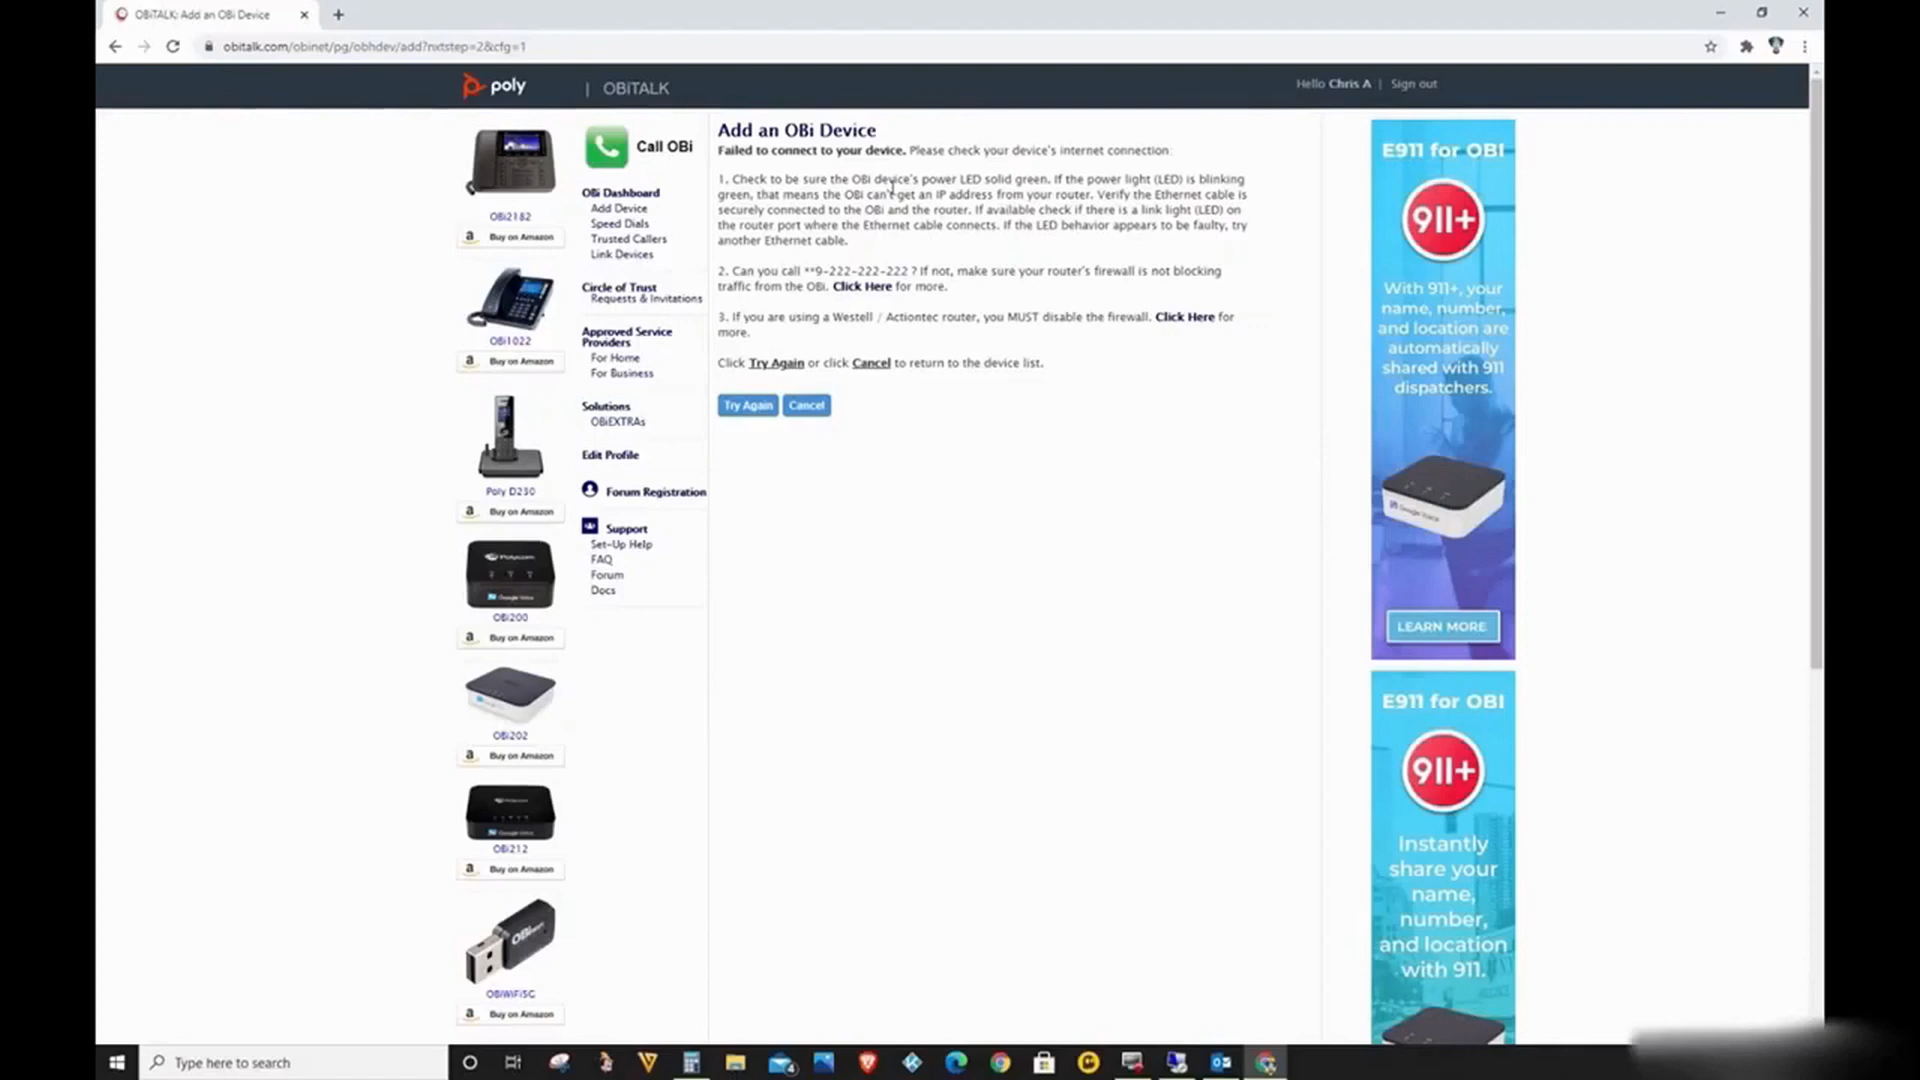 OBiTALK: Add an OBi Device
obitalk.com/obinet/pg/obhdev/add?nxtstep=2&cfg=1
poly | OBiTALK
Hello Chris A | Sign out
OBi2182
Buy on Amazon
OBi1022
Buy on Amazon
Poly D230
Buy on Amazon
Polycom
Google Voice
OBi200
Buy on Amazon
OBi202
Buy on Amazon
Polycom
Google Voice
OBi212
Buy on Amazon
OBiWiFi5G
Buy on Amazon
Call OBi
OBi Dashboard
Add Device
Speed Dials
Trusted Callers
Link Devices
Circle of Trust
Requests & Invitations
Approved Service
Providers
For Home
For Business
Solutions
OBiEXTRAs
Edit Profile
Forum Registration
Support
Set-Up Help
FAQ
Forum
Docs
Add an OBi Device
Failed to connect to your device. Please check your device's internet connection:
1. Check to be sure the OBi device's power LED solid green. If the power light (LED) is blinking
green, that means the OBi can't get an IP address from your router. Verify the Ethernet cable is
securely connected to the OBi and the router. If available check if there is a link light (LED) on
the router port where the Ethernet cable connects. If the LED behavior appears to be faulty, try
another Ethernet cable.
2. Can you call **9-222-222-222 ? If not, make sure your router's firewall is not blocking
traffic from the OBi. Click Here for more.
3. If you are using a Westell / Actiontec router, you MUST disable the firewall. Click Here for
more.
Click Try Again or click Cancel to return to the device list.
Try Again Cancel
E911 for OBI
911+
With 911+, your
name, number,
and location are
automatically
shared with 911
dispatchers.
Google Voice
LEARN MORE
E911 for OBI
911+
Instantly
share your
name,
number,
and location
with 911.
Type here to search
4